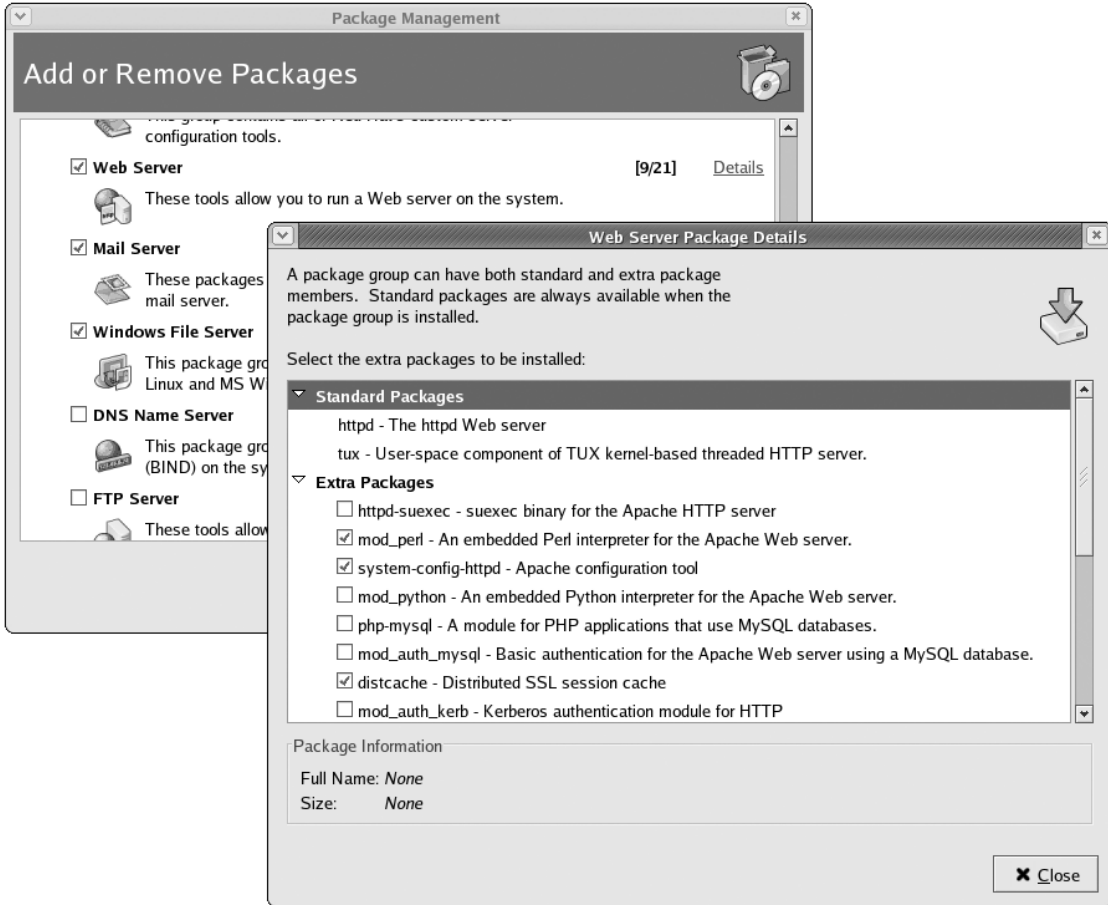 Package Management
Add or Remove Packages
configuration tools.
Web Server [9/21] Details
These tools allow you to run a Web server on the system.
Mail Server
These packages
mail server.
Windows File Server
This package gro
Linux and MS Wi
DNS Name Server
This package gro
(BIND) on the sy
FTP Server
These tools allow
Web Server Package Details
A package group can have both standard and extra package
members. Standard packages are always available when the
package group is installed.
Select the extra packages to be installed:
Standard Packages
httpd - The httpd Web server
tux - User-space component of TUX kernel-based threaded HTTP server.
Extra Packages
httpd-suexec - suexec binary for the Apache HTTP server
mod_perl - An embedded Perl interpreter for the Apache Web server.
system-config-httpd - Apache configuration tool
mod_python - An embedded Python interpreter for the Apache Web server.
php-mysql - A module for PHP applications that use MySQL databases.
mod_auth_mysql - Basic authentication for the Apache Web server using a MySQL database.
distcache - Distributed SSL session cache
mod_auth_kerb - Kerberos authentication module for HTTP
Package Information
Full Name: None
Size: None
Close